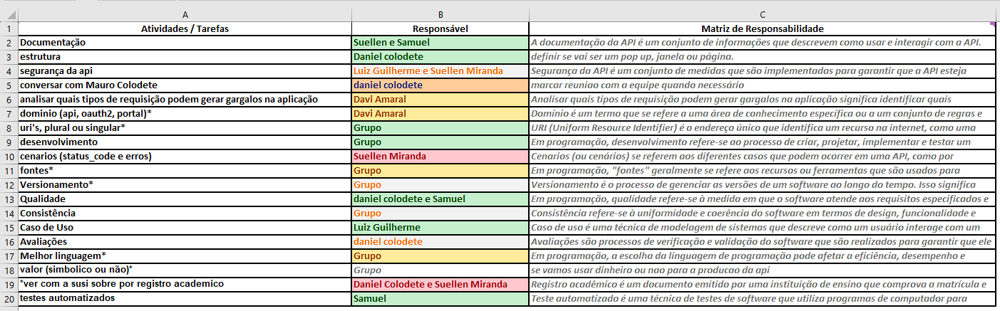 A B C
1 Atividades / Tarefas Responsável Matriz de Responsabilidade
2 Documentação Suellen e Samuel A documentação da API é um conjunto de informações que descrevem como usar e interagir com a API.
3 estrutura Daniel colodete definir se vai ser um pop up, janela ou página.
4 segurança da api Luiz Guilherme e Suellen Miranda Segurança da API é um conjunto de medidas que são implementadas para garantir que a API esteja
5 conversar com Mauro Colodete daniel colodete marcar reuniao com a equipe quando necessário
6 analisar quais tipos de requisição podem gerar gargalos na aplicação Davi Amaral Analisar quais tipos de requisição podem gerar gargalos na aplicação significa identificar quais
7 dominio (api, oauth2, portal)* Davi Amaral Domínio é um termo que se refere a uma área de conhecimento específica ou a um conjunto de regras e
8 uri's, plural ou singular* Grupo URI (Uniform Resource Identifier) é o endereço único que identifica um recurso na internet, como uma
9 desenvolvimento Grupo Em programação, desenvolvimento refere-se ao processo de criar, projetar, implementar e testar um
10 cenarios (status_code e erros) Suellen Miranda Cenarios (ou cenários) se referem aos diferentes casos que podem ocorrer em uma API, como por
11 fontes* Grupo Em programação, "fontes" geralmente se refere aos recursos ou ferramentas que são usados para
12 Versionamento* Grupo Versionamento é o processo de gerenciar as versões de um software ao longo do tempo. Isso significa
13 Qualidade daniel colodete e Samuel Em programação, qualidade refere-se à medida em que o software atende aos requisitos especificados e
14 Consistência Grupo Consistência refere-se à uniformidade e coerência do software em termos de design, funcionalidade e
15 Caso de Uso Luiz Guilherme Caso de uso é uma técnica de modelagem de sistemas que descreve como um usuário interage com um
16 Avaliações daniel colodete Avaliações são processos de verificação e validação do software que são realizados para garantir que ele
17 Melhor linguagem* Grupo Em programação, a escolha da linguagem de programação pode afetar a eficiência, desempenho e
18 valor (simbolico ou não)* Grupo se vamos usar dinheiro ou nao para a producao da api
19 *ver com a susi sobre por registro academico Daniel Colodete e Suellen Miranda Registro acadêmico é um documento emitido por uma instituição de ensino que comprova a matrícula e
20 testes automatizados Samuel Teste automatizado é uma técnica de testes de software que utiliza programas de computador para